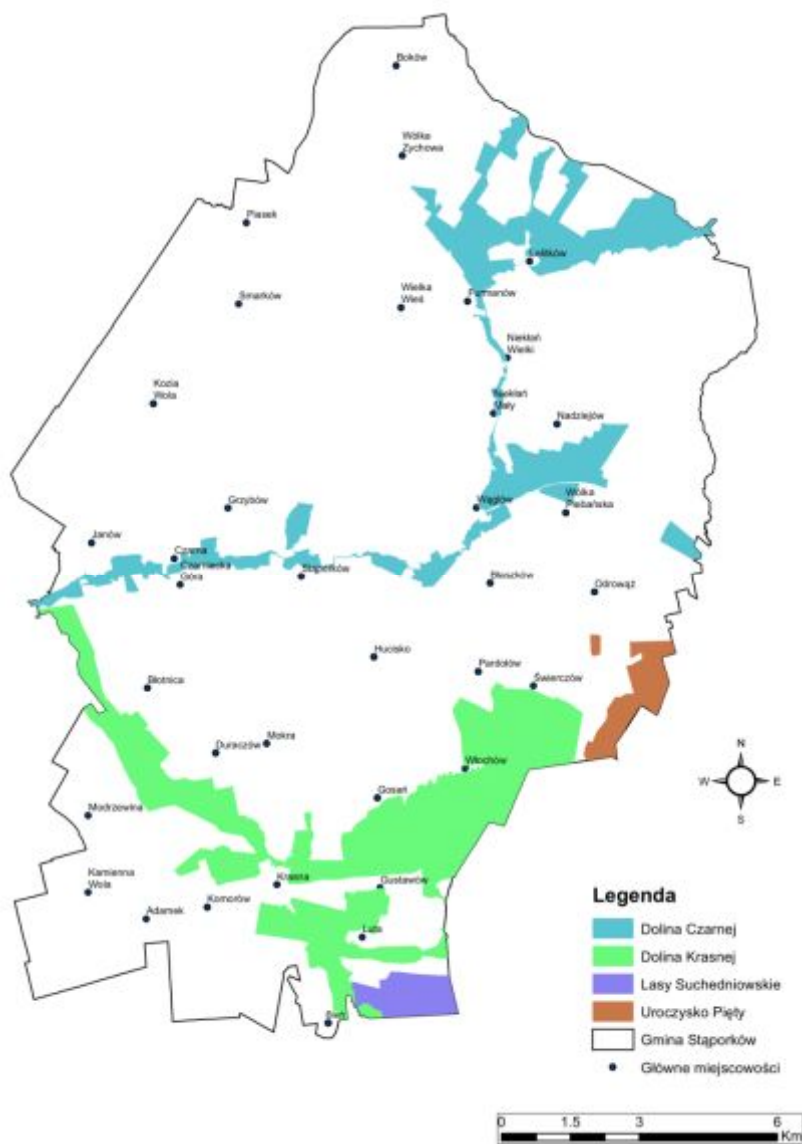 Boków
Wólka
Zychowa
Piasek
Lelitków
Smarków
Wielka
Wieś
Furmanów
Niekłań
Wielki
Kozia
Wola
Niekłań
Mały
Nadziejów
Grzybów
Węglów
Wólka
Plebańska
Janów
Czarna
Czarniecka
Góra
Stąporków
Błaszków
Odrowąż
Hucisko
Pardołów
Świerczów
Błotnica
Mokra
Duraczów
Włochów
Gosań
Modrzewina
Kamienna
Wola
Krasna
Gustawów
Komorów
Adamek
Luta
N
W
E
S
Legenda
Dolina Czarnej
Dolina Krasnej
Lasy Suchedniowskie
Uroczysko Pięty
Gmina Stąporków
Główne miejscowości
0 1.5 3 6
Km